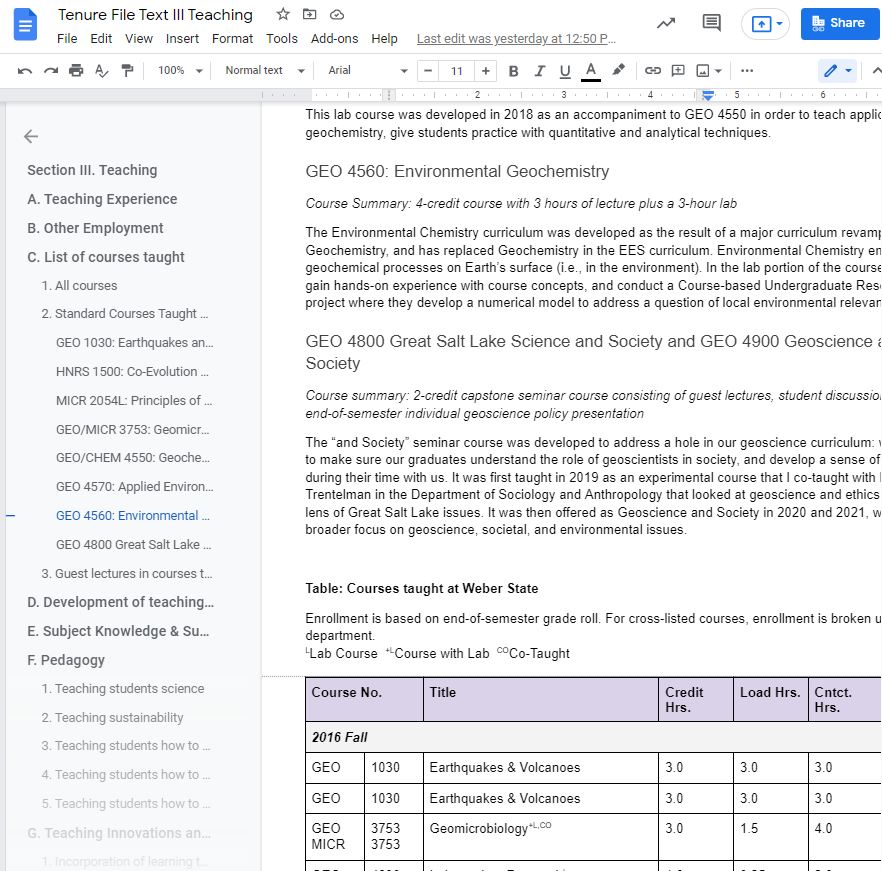 Tenure File Text III Teaching
File Edit View Insert Format Tools Add-ons Help Last edit was yesterday at 12:50 P...
Share
100% Normal text Arial 11 B I U A
2 3 4 5 6
Section III. Teaching
A. Teaching Experience
B. Other Employment
C. List of courses taught
1. All courses
2. Standard Courses Taught ...
GEO 1030: Earthquakes an...
HNRS 1500: Co-Evolution ...
MICR 2054L: Principles of ...
GEO/MICR 3753: Geomicr...
GEO/CHEM 4550: Geoche...
GEO 4570: Applied Environ...
GEO 4560: Environmental ...
GEO 4800 Great Salt Lake ...
3. Guest lectures in courses t...
D. Development of teaching...
E. Subject Knowledge & Su...
F. Pedagogy
1. Teaching students science
2. Teaching sustainability
3. Teaching students how to ...
4. Teaching students how to ...
5. Teaching students how to ...
G. Teaching Innovations an...
1. Incorporation of learning t...
This lab course was developed in 2018 as an accompaniment to GEO 4550 in order to teach applic
geochemistry, give students practice with quantitative and analytical techniques.
GEO 4560: Environmental Geochemistry
Course Summary: 4-credit course with 3 hours of lecture plus a 3-hour lab
The Environmental Chemistry curriculum was developed as the result of a major curriculum revamp
Geochemistry, and has replaced Geochemistry in the EES curriculum. Environmental Chemistry en
geochemical processes on Earth's surface (i.e., in the environment). In the lab portion of the course
gain hands-on experience with course concepts, and conduct a Course-based Undergraduate Res
project where they develop a numerical model to address a question of local environmental relevan
GEO 4800 Great Salt Lake Science and Society and GEO 4900 Geoscience a
Society
Course summary: 2-credit capstone seminar course consisting of guest lectures, student discussio
end-of-semester individual geoscience policy presentation
The “and Society” seminar course was developed to address a hole in our geoscience curriculum: w
to make sure our graduates understand the role of geoscientists in society, and develop a sense of
during their time with us. It was first taught in 2019 as an experimental course that I co-taught with
Trentelman in the Department of Sociology and Anthropology that looked at geoscience and ethics
lens of Great Salt Lake issues. It was then offered as Geoscience and Society in 2020 and 2021, w
broader focus on geoscience, societal, and environmental issues.
Table: Courses taught at Weber State
Enrollment is based on end-of-semester grade roll. For cross-listed courses, enrollment is broken u
department.
LLab Course +LCourse with Lab COCo-Taught
Course No. Title Credit Hrs. Load Hrs. Cntct. Hrs.
2016 Fall
GEO 1030 Earthquakes & Volcanoes 3.0 3.0 3.0
GEO 1030 Earthquakes & Volcanoes 3.0 3.0 3.0
GEO 3753 Geomicrobiology+L,CO 3.0 1.5 4.0
MICR 3753